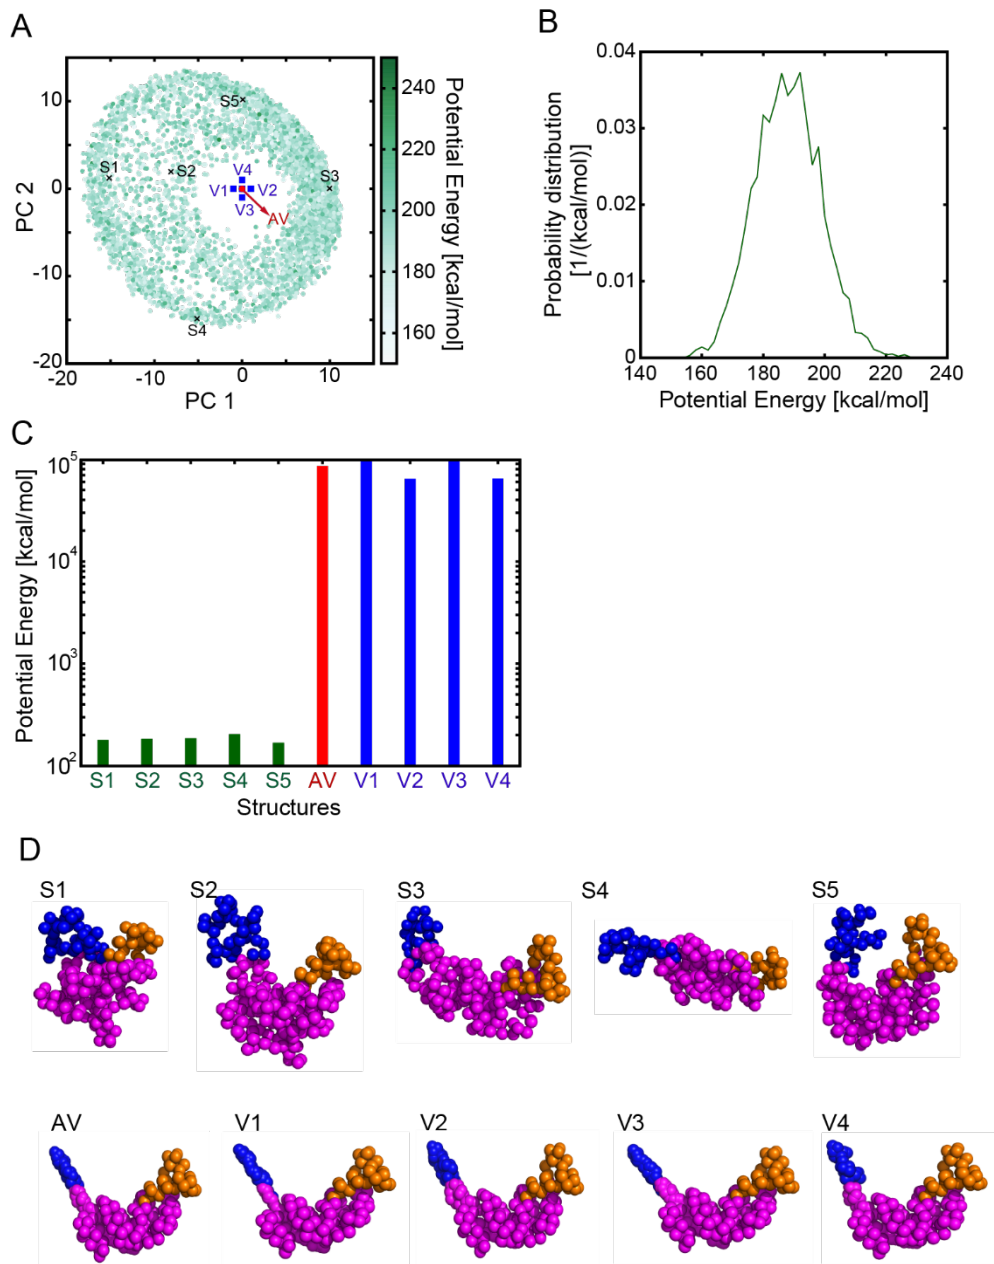 A
PC 2
10
0
-10
-20
-20
-10
0
10
PC 1
S5
S1
S2
S3
S4
V4
V1
V2
V3
AV
240
220
200
180
160
Potential Energy [kcal/mol]
B
Probability distribution
[1/(kcal/mol)]
0.04
0.03
0.02
0.01
0
140
160
180
200
220
240
Potential Energy [kcal/mol]
C
Potential Energy [kcal/mol]
10^5
10^4
10^3
10^2
S1 S2 S3 S4 S5 AV V1 V2 V3 V4
Structures
D
S1 S2 S3 S4 S5
AV V1 V2 V3 V4